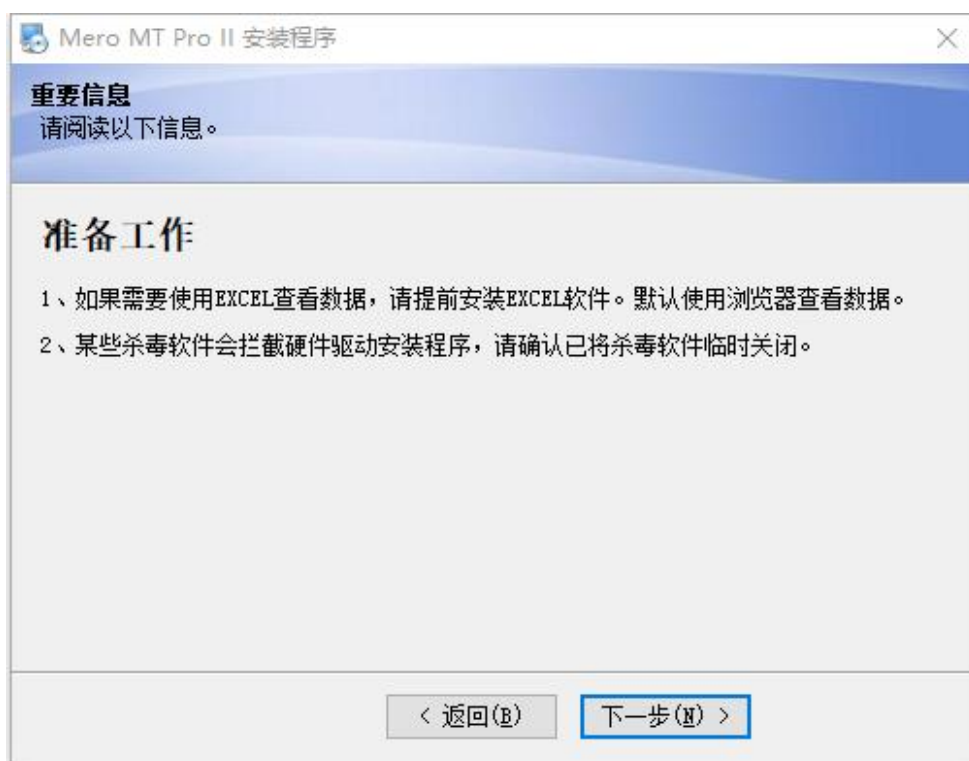 Mero MT Pro II 安装程序
重要信息
请阅读以下信息。
准备工作
1、如果需要使用EXCEL查看数据，请提前安装EXCEL软件。默认使用浏览器查看数据。
2、某些杀毒软件会拦截硬件驱动安装程序，请确认已将杀毒软件临时关闭。
< 返回(B)
下一步(N) >